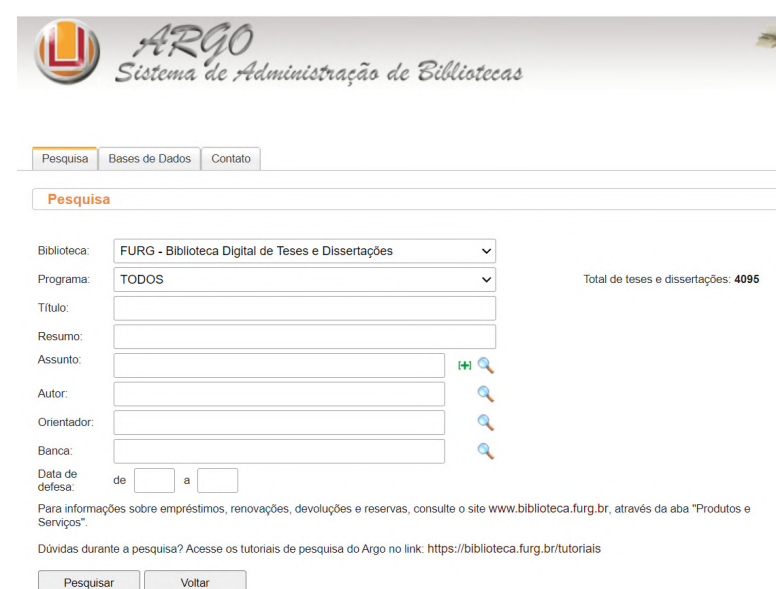 ARGO
Sistema de Administração de Bibliotecas
Pesquisa Bases de Dados Contato
Pesquisa
Biblioteca: FURG - Biblioteca Digital de Teses e Dissertações
Programa: TODOS Total de teses e dissertações: 4095
Título:
Resumo:
Assunto:
Autor:
Orientador:
Banca:
Data de
defesa: de a
Para informações sobre empréstimos, renovações, devoluções e reservas, consulte o site www.biblioteca.furg.br, através da aba "Produtos e
Serviços".
Dúvidas durante a pesquisa? Acesse os tutoriais de pesquisa do Argo no link: https://biblioteca.furg.br/tutoriais
Pesquisar Voltar